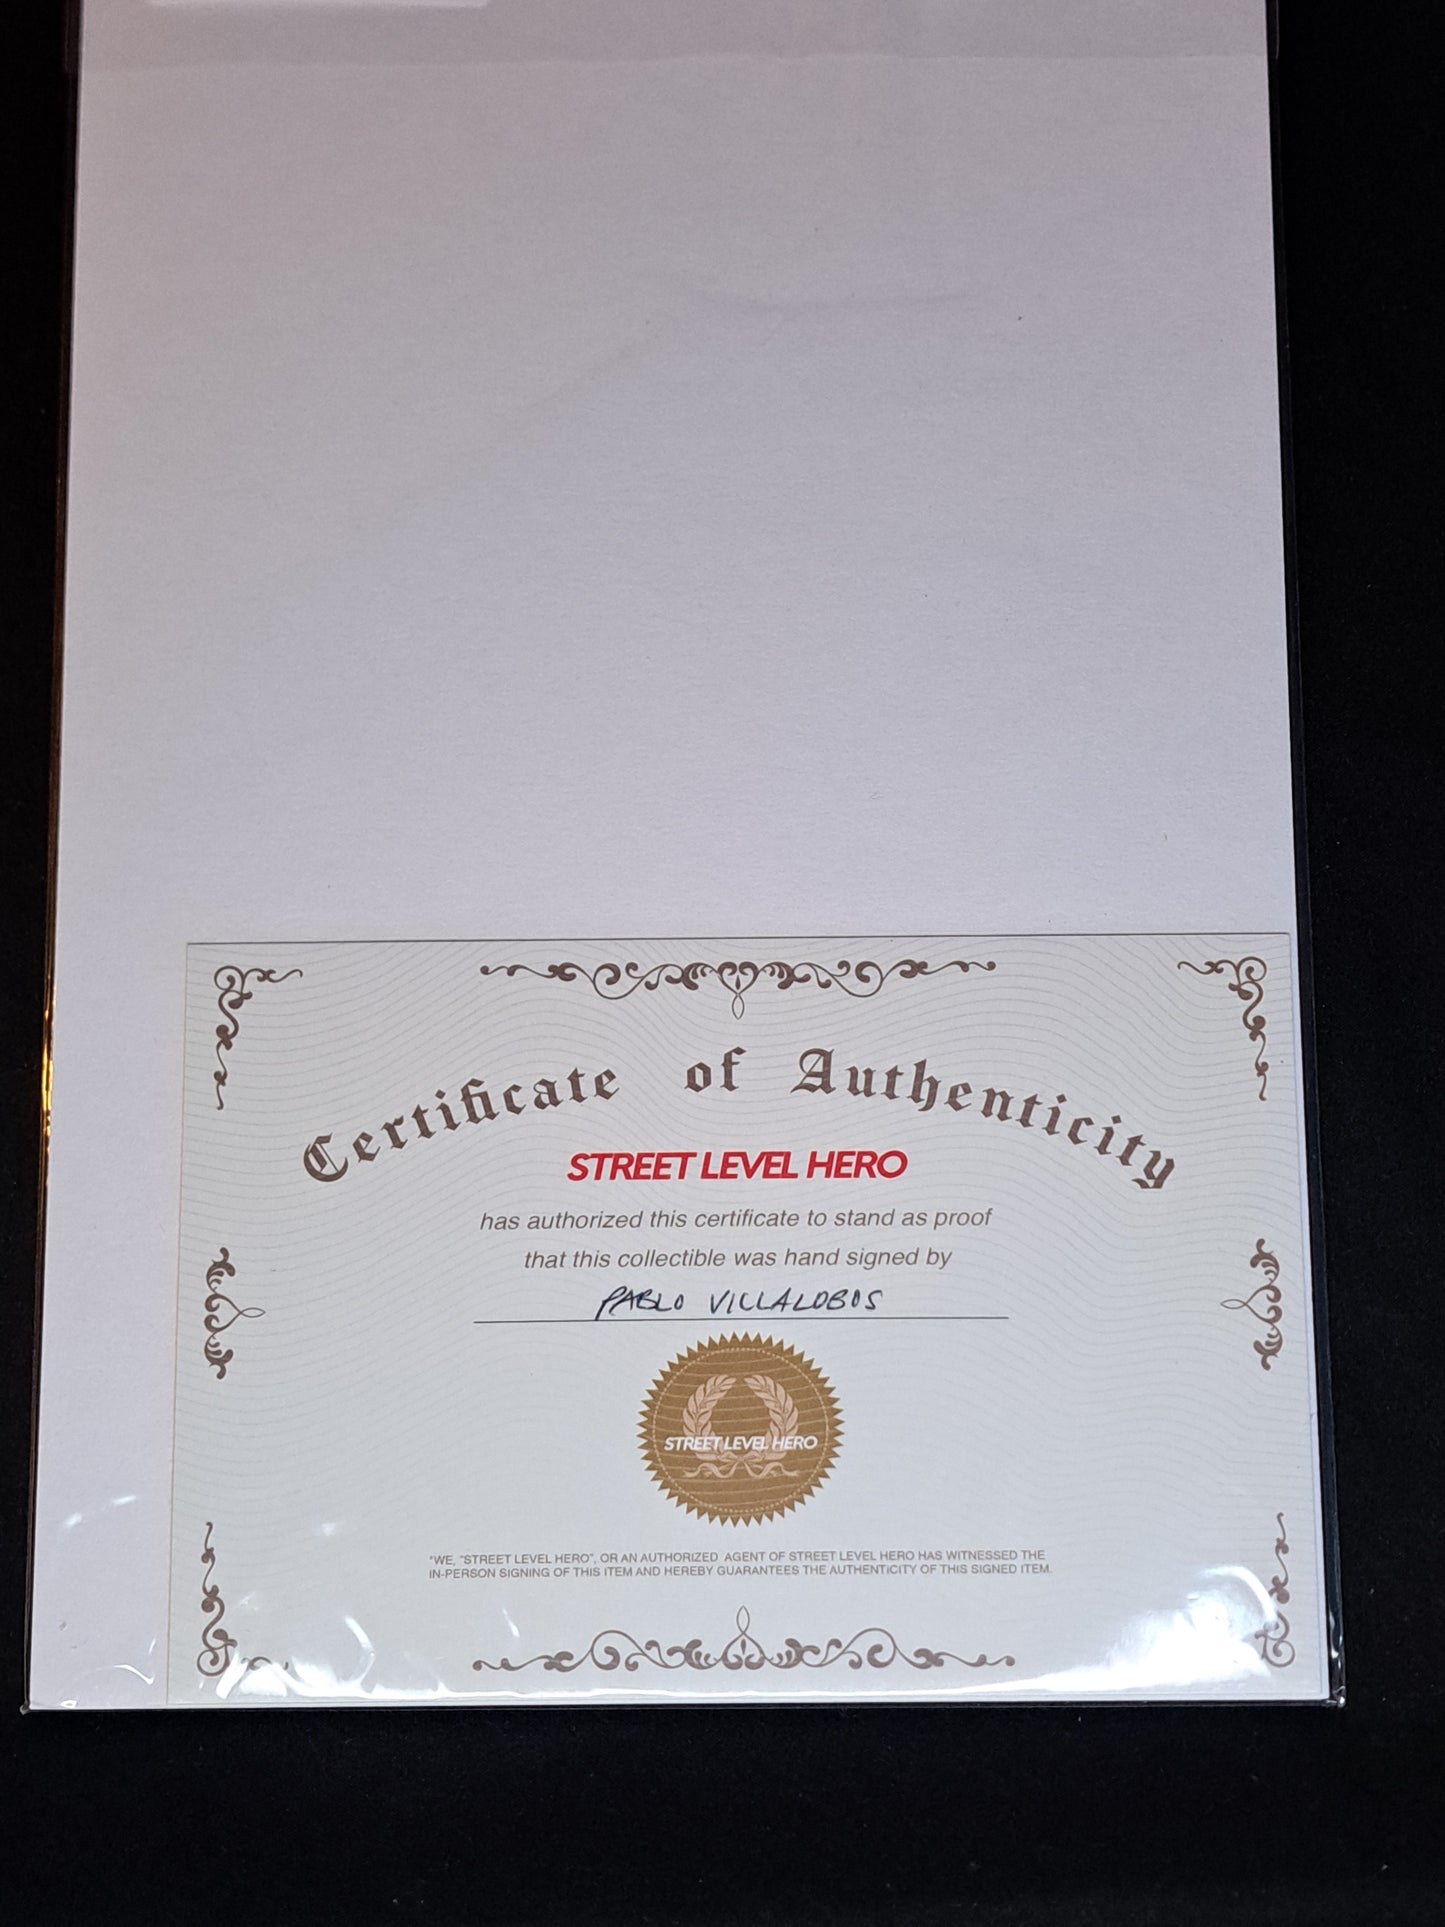 Certificate of Authenticity
STREET LEVEL HERO
has authorized this certificate to stand as proof
that this collectible was hand signed by
PABLO VILLALOBOS
STREET LEVEL HERO
"WE, "STREET LEVEL HERO", OR AN AUTHORIZED AGENT OF STREET LEVEL HERO HAS WITNESSED THE
IN-PERSON SIGNING OF THIS ITEM AND HEREBY GUARANTEES THE AUTHENTICITY OF THIS SIGNED ITEM.